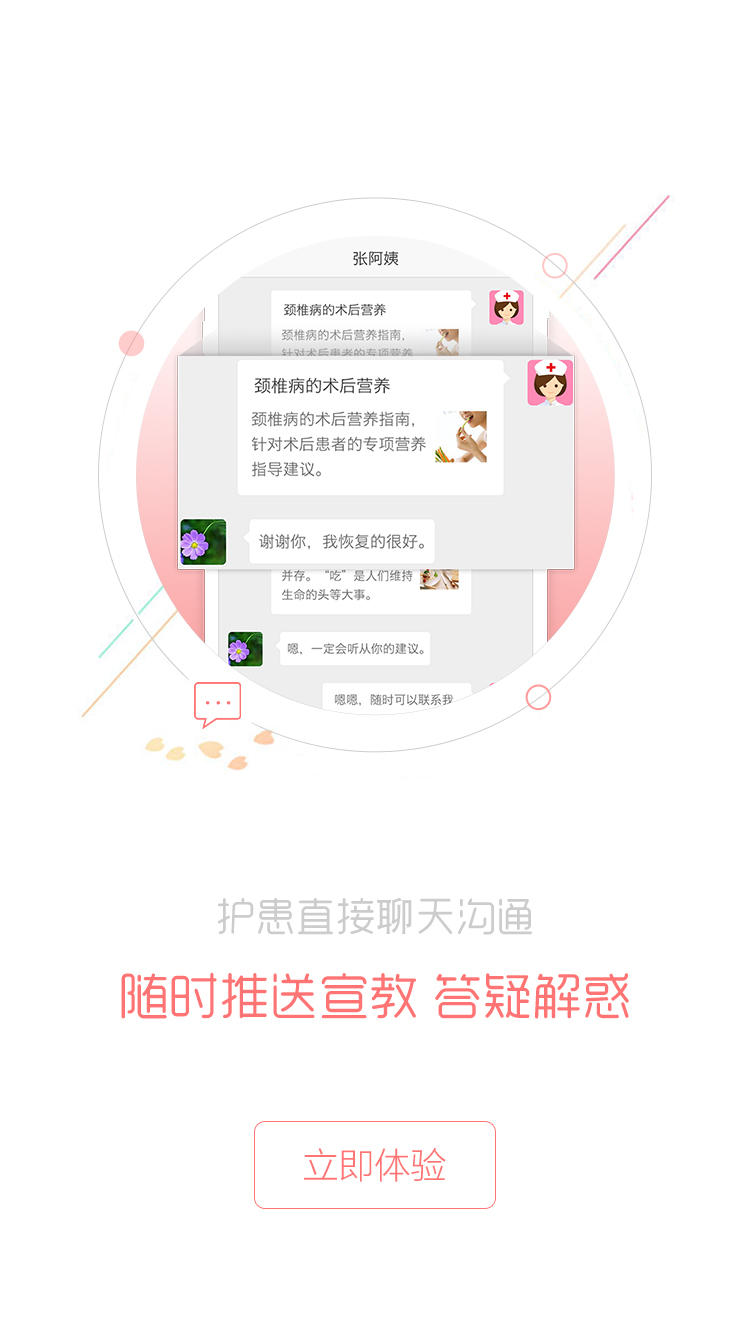 张阿姨
颈椎病的术后营养
颈椎病的术后营养指南，
针对术后患者的专项营养
颈椎病的术后营养
颈椎病的术后营养指南，
针对术后患者的专项营养
指导建议。
谢谢你，我恢复的很好。
并存。“吃”是人们维持
生命的头等大事。
嗯，一定会听从你的建议。
嗯嗯，随时可以联系我
护患直接聊天沟通
随时推送宣教 答疑解惑
立即体验